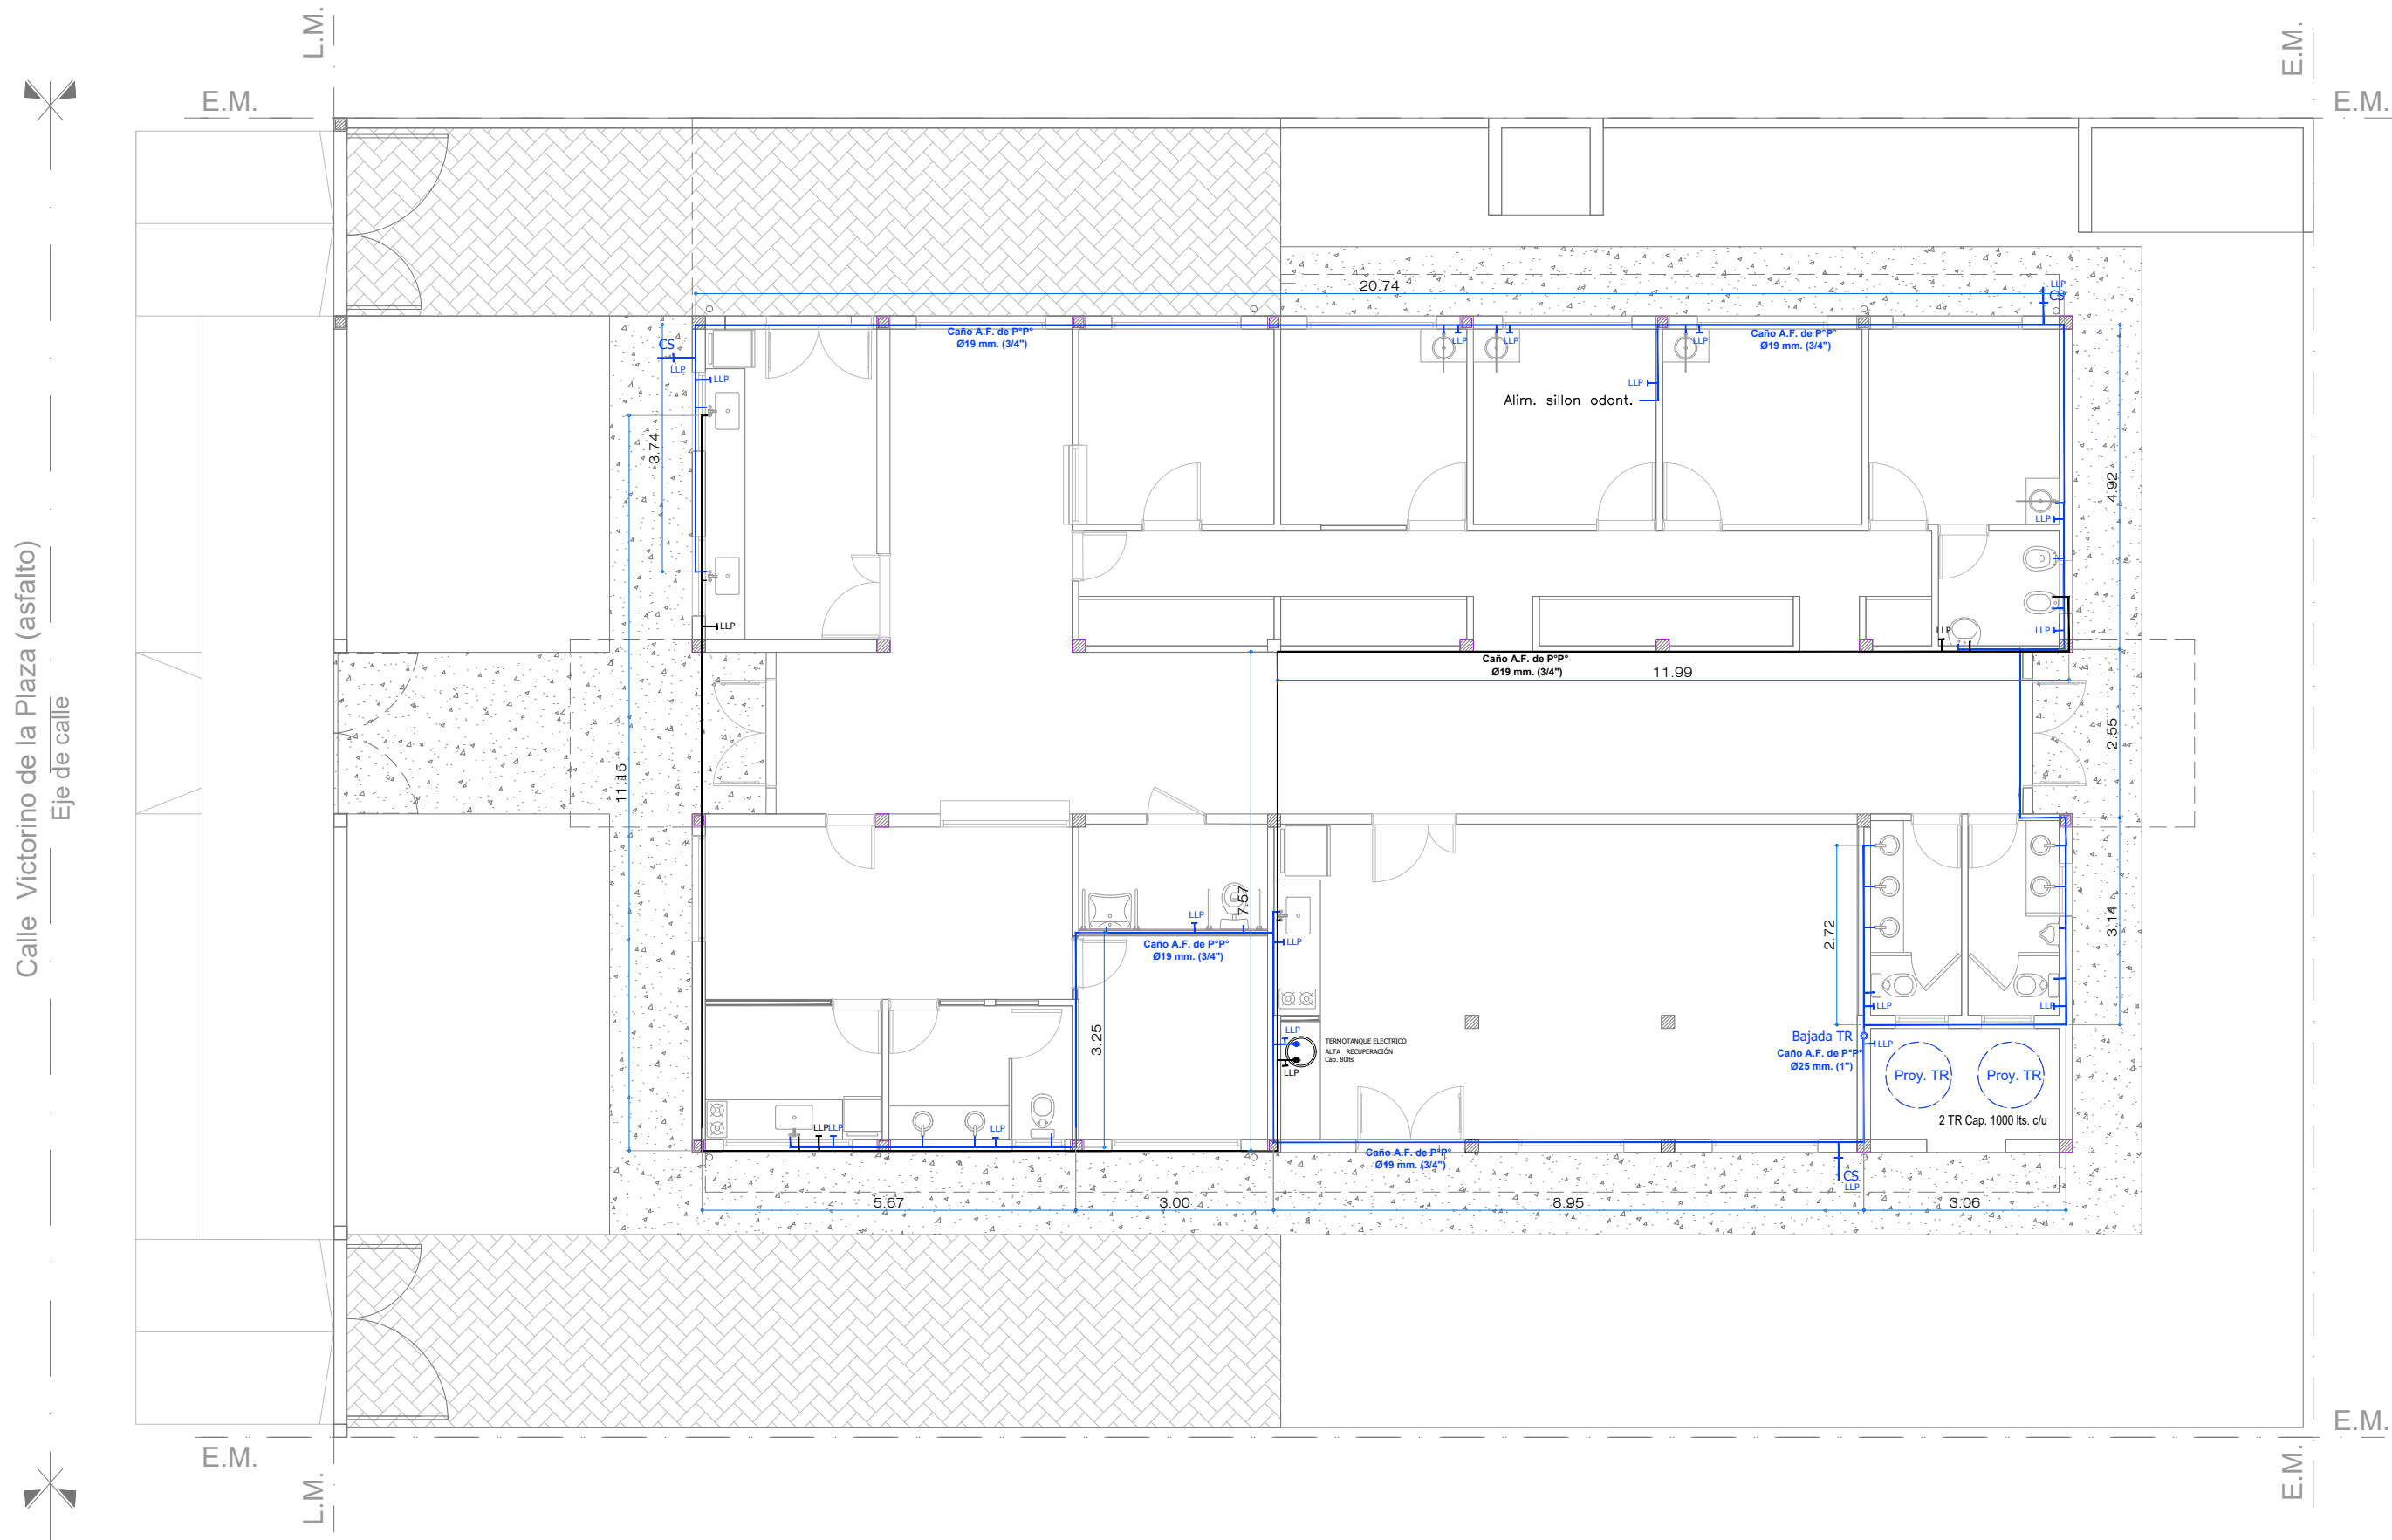 L.M.
E.M.
E.M.
E.M.
20.74
LLP
CS
Caño A.F. de P°P°
Ø19 mm. (3/4")
LLP
LLP
LLP
Caño A.F. de P°P°
Ø19 mm. (3/4")
CS
LLP
LLP
LLP
Alim. sillon odont.
3.74
4.92
LLP
LLP
LLP
LLP
Caño A.F. de P°P°
Ø19 mm. (3/4")
11.99
Calle Victorino de la Plaza (asfalto)
Eje de calle
11.15
2.55
7.57
LLP
Caño A.F. de P°P°
Ø19 mm. (3/4")
LLP
2.72
3.14
LLP
LLP
3.25
LLP
TERMOTANQUE ELECTRICO
ALTA RECUPERACIÓN
Cap. 80lts
LLP
Bajada TR
LLP
Caño A.F. de P°P°
Ø25 mm. (1")
Proy. TR
Proy. TR
2 TR Cap. 1000 lts. c/u
LLP
LLP
LLP
Caño A.F. de P°P°
Ø19 mm. (3/4")
CS
LLP
5.67
3.00
8.95
3.06
E.M.
E.M.
L.M.
E.M.